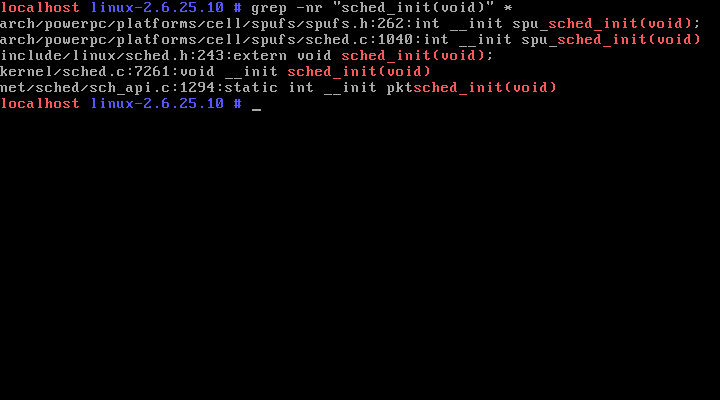 localhost linux-2.6.25.10 # grep -nr "sched_init(void)" *
arch/powerpc/platforms/cell/spufs/spufs.h:262:int __init spu_sched_init(void);
arch/powerpc/platforms/cell/spufs/sched.c:1040:int __init spu_sched_init(void)
include/linux/sched.h:243:extern void sched_init(void);
kernel/sched.c:7261:void __init sched_init(void)
net/sched/sch_api.c:1294:static int __init pktsched_init(void)
localhost linux-2.6.25.10 # _